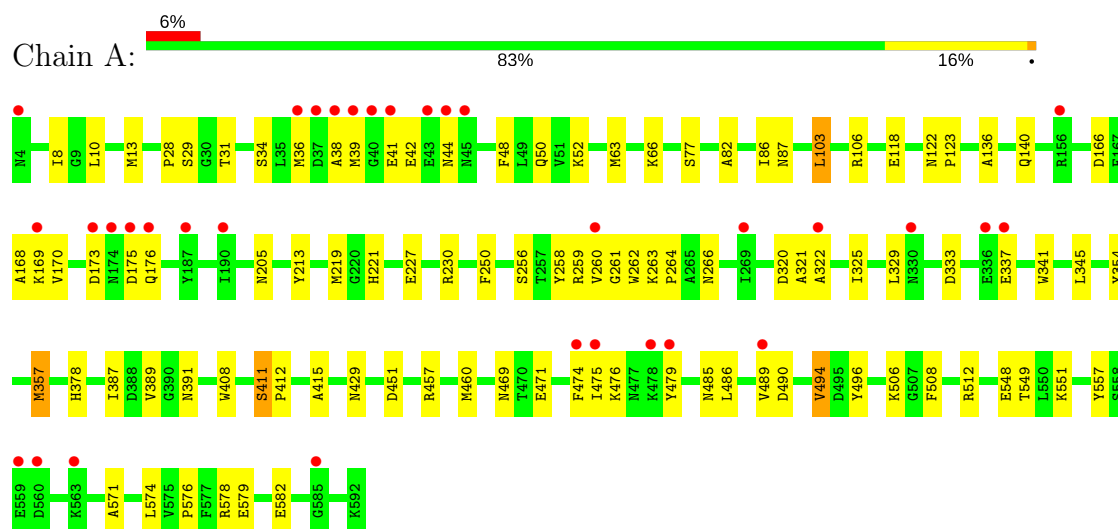 6%
Chain A:
83% 16% •
N4 I8 G9 L10 M13 P28 S29 G30 T31 S34 L35 M36 D37 A38 M39 G40 E41 E42 E43 N44 N45 F48 L49 Q50 V51 K52 M63 K66 S77 A82 I86 N87 L103 R106 E118 N122 P123 A136 Q140 R156 D166 E167
A168 K169 V170 D173 N174 D175 Q176 Y187 I190 N205 Y213 M219 G220 H221 E227 R230 F250 S256 T257 Y258 R259 V260 G261 W262 K263 P264 A265 N266 I269 D320 A321 A322 I325 L329 N330 D333 E336 E337 W341 L345 Y354
M357 H378 I387 D388 V389 G390 N391 W408 S411 P412 A415 N429 D451 R457 M460 N469 T470 E471 F474 I475 K476 N477 K478 Y479 N485 L486 V489 D490 V494 D495 Y496 K506 G507 F508 R512 E548 T549 L550 K551 Y557 S558
E559 D560 K563 A571 L574 V575 P576 F577 R578 E579 E582 G585 K592